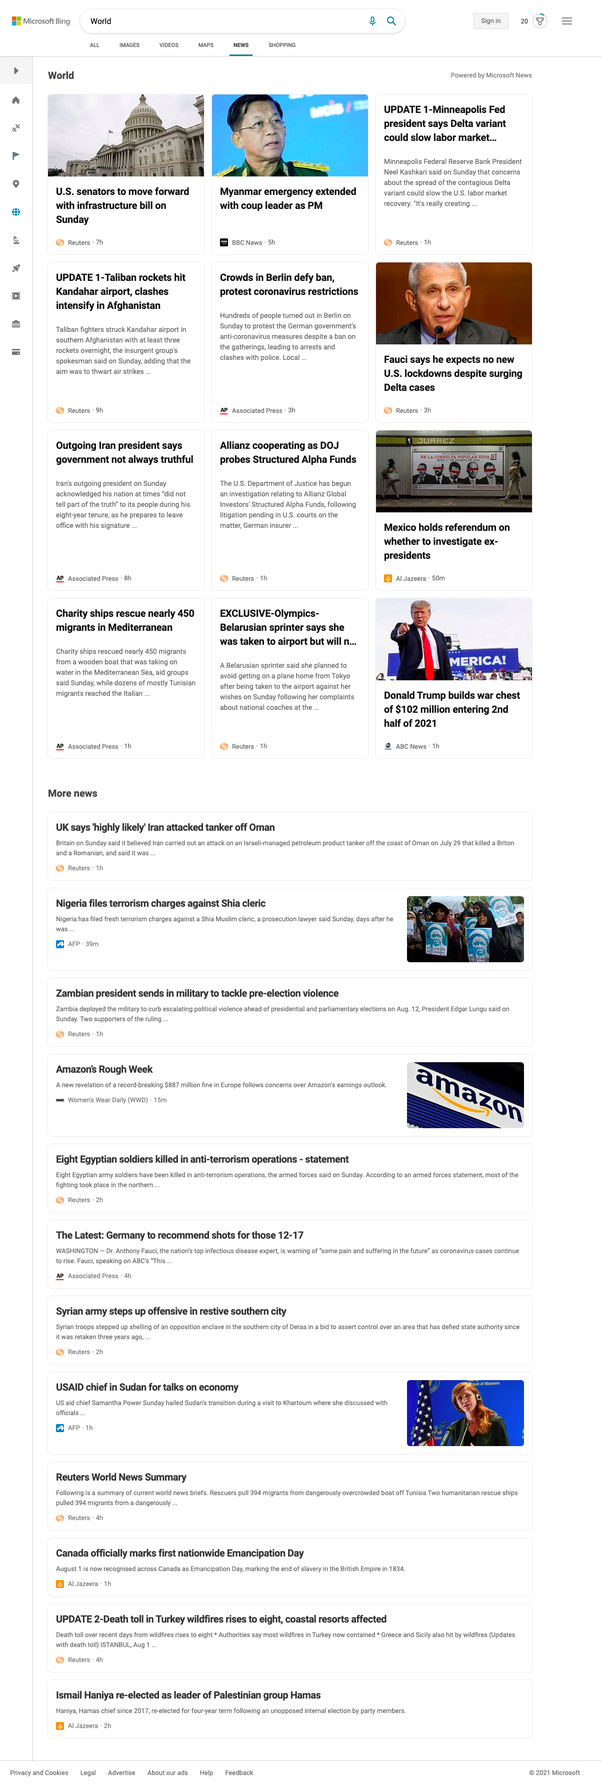 Microsoft Bing
World
Sign in
20
ALL
IMAGES
VIDEOS
MAPS
NEWS
SHOPPING
World
Powered by Microsoft News
U.S. senators to move forward
with infrastructure bill on
Sunday
Reuters · 7h
Myanmar emergency extended
with coup leader as PM
BBC News · 5h
UPDATE 1-Minneapolis Fed
president says Delta variant
could slow labor market...
Minneapolis Federal Reserve Bank President
Neel Kashkari said on Sunday that concerns
about the spread of the contagious Delta
variant could slow the U.S. labor market
recovery. "It's really creating ...
Reuters · 1h
UPDATE 1-Taliban rockets hit
Kandahar airport, clashes
intensify in Afghanistan
Taliban fighters struck Kandahar airport in
southern Afghanistan with at least three
rockets overnight, the insurgent group's
spokesman said on Sunday, adding that the
aim was to thwart air strikes ...
Reuters · 9h
Crowds in Berlin defy ban,
protest coronavirus restrictions
Hundreds of people turned out in Berlin on
Sunday to protest the German government's
anti-coronavirus measures despite a ban on
the gatherings, leading to arrests and
clashes with police. Local ...
AP Associated Press · 3h
Fauci says he expects no new
U.S. lockdowns despite surging
Delta cases
Reuters · 3h
Outgoing Iran president says
government not always truthful
Iran's outgoing president on Sunday
acknowledged his nation at times "did not
tell part of the truth" to its people during his
eight-year tenure, as he prepares to leave
office with his signature ...
AP Associated Press · 8h
Allianz cooperating as DOJ
probes Structured Alpha Funds
The U.S. Department of Justice has begun
an investigation relating to Allianz Global
Investors' Structured Alpha Funds, following
litigation pending in U.S. courts on the
matter, German insurer ...
Reuters · 1h
JUAREZ
Mexico holds referendum on
whether to investigate ex-
presidents
Al Jazeera · 50m
Charity ships rescue nearly 450
migrants in Mediterranean
Charity ships rescued nearly 450 migrants
from a wooden boat that was taking on
water in the Mediterranean Sea, aid groups
said Sunday, while dozens of mostly Tunisian
migrants reached the Italian ...
AP Associated Press · 1h
EXCLUSIVE-Olympics-
Belarusian sprinter says she
was taken to airport but will n...
A Belarusian sprinter said she planned to
avoid getting on a plane home from Tokyo
after being taken to the airport against her
wishes on Sunday following her complaints
about national coaches at the ...
Reuters · 1h
MERICA!
Donald Trump builds war chest
of $102 million entering 2nd
half of 2021
ABC News · 1h
More news
UK says 'highly likely' Iran attacked tanker off Oman
Britain on Sunday said it believed Iran carried out an attack on an Israeli-managed petroleum product tanker off the coast of Oman on July 29 that killed a Briton
and a Romanian, and said it was ...
Reuters · 1h
Nigeria files terrorism charges against Shia cleric
Nigeria has filed fresh terrorism charges against a Shia Muslim cleric, a prosecution lawyer said Sunday, days after he
was ...
AFP · 39m
Zambian president sends in military to tackle pre-election violence
Zambia deployed the military to curb escalating political violence ahead of presidential and parliamentary elections on Aug. 12, President Edgar Lungu said on
Sunday. Two supporters of the ruling ...
Reuters · 1h
Amazon's Rough Week
A new revelation of a record-breaking $887 million fine in Europe follows concerns over Amazon's earnings outlook.
Women's Wear Daily (WWD) · 15m
amazon
Eight Egyptian soldiers killed in anti-terrorism operations - statement
Eight Egyptian army soldiers have been killed in anti-terrorism operations, the armed forces said on Sunday. According to an armed forces statement, most of the
fighting took place in the northern ...
Reuters · 2h
The Latest: Germany to recommend shots for those 12-17
WASHINGTON — Dr. Anthony Fauci, the nation's top infectious disease expert, is warning of "some pain and suffering in the future" as coronavirus cases continue
to rise. Fauci, speaking on ABC's "This ...
AP Associated Press · 4h
Syrian army steps up offensive in restive southern city
Syrian troops stepped up shelling of an opposition enclave in the southern city of Deraa in a bid to assert control over an area that has defied state authority since
it was retaken three years ago, ...
Reuters · 2h
USAID chief in Sudan for talks on economy
US aid chief Samantha Power Sunday hailed Sudan's transition during a visit to Khartoum where she discussed with
officials ...
AFP · 1h
Reuters World News Summary
Following is a summary of current world news briefs. Rescuers pull 394 migrants from dangerously overcrowded boat off Tunisia Two humanitarian rescue ships
pulled 394 migrants from a dangerously ...
Reuters · 4h
Canada officially marks first nationwide Emancipation Day
August 1 is now recognised across Canada as Emancipation Day, marking the end of slavery in the British Empire in 1834.
Al Jazeera · 1h
UPDATE 2-Death toll in Turkey wildfires rises to eight, coastal resorts affected
Death toll over recent days from wildfires rises to eight * Authorities say most wildfires in Turkey now contained * Greece and Sicily also hit by wildfires (Updates
with death toll) ISTANBUL, Aug 1 ...
Reuters · 4h
Ismail Haniya re-elected as leader of Palestinian group Hamas
Haniya, Hamas chief since 2017, re-elected for four-year term following an unopposed internal election by party members.
Al Jazeera · 2h
Privacy and Cookies
Legal
Advertise
About our ads
Help
Feedback
© 2021 Microsoft